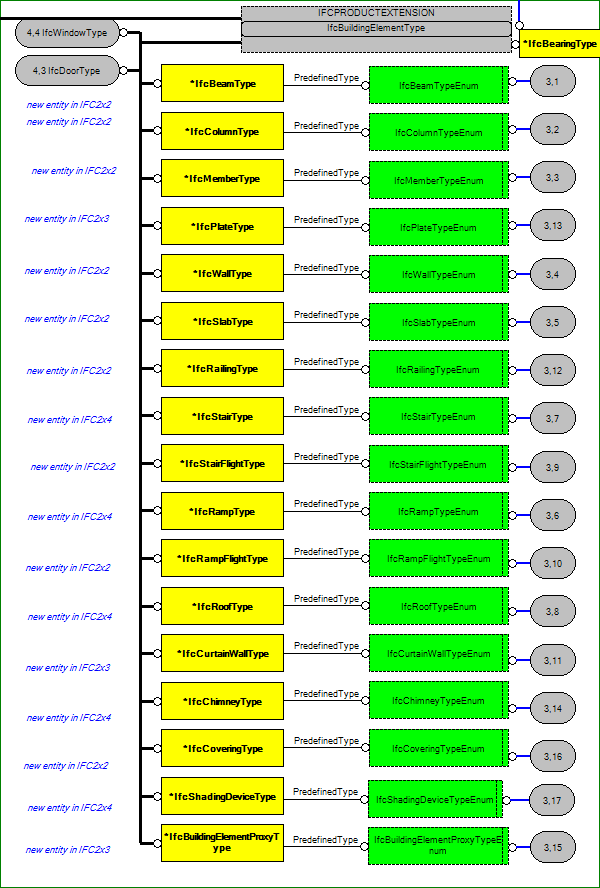 IFCPRODUCTEXTENSION
IfcBuildingElementType
4,4 IfcWindowType
*IfcBearingType
4,3 IfcDoorType
*IfcBeamType
PredefinedType
IfcBeamTypeEnum
3,1
new entity in IFC2x2
new entity in IFC2x2
*IfcColumnType
PredefinedType
IfcColumnTypeEnum
3,2
new entity in IFC2x2
*IfcMemberType
PredefinedType
IfcMemberTypeEnum
3,3
new entity in IFC2x3
*IfcPlateType
PredefinedType
IfcPlateTypeEnum
3,13
new entity in IFC2x2
*IfcWallType
PredefinedType
IfcWallTypeEnum
3,4
new entity in IFC2x2
*IfcSlabType
PredefinedType
IfcSlabTypeEnum
3,5
new entity in IFC2x2
*IfcRailingType
PredefinedType
IfcRailingTypeEnum
3,12
new entity in IFC2x4
*IfcStairType
PredefinedType
IfcStairTypeEnum
3,7
new entity in IFC2x2
*IfcStairFlightType
PredefinedType
IfcStairFlightTypeEnum
3,9
new entity in IFC2x4
*IfcRampType
PredefinedType
IfcRampTypeEnum
3,6
new entity in IFC2x2
*IfcRampFlightType
PredefinedType
IfcRampFlightTypeEnum
3,10
new entity in IFC2x4
*IfcRoofType
PredefinedType
IfcRoofTypeEnum
3,8
new entity in IFC2x3
*IfcCurtainWallType
PredefinedType
IfcCurtainWallTypeEnum
3,11
new entity in IFC2x4
*IfcChimneyType
PredefinedType
IfcChimneyTypeEnum
3,14
new entity in IFC2x2
*IfcCoveringType
PredefinedType
IfcCoveringTypeEnum
3,16
new entity in IFC2x4
*IfcShadingDeviceType
PredefinedType
IfcShadingDeviceTypeEnum
3,17
new entity in IFC2x3
*IfcBuildingElementProxyT
ype
PredefinedType
IfcBuildingElementProxyTypeE
num
3,15